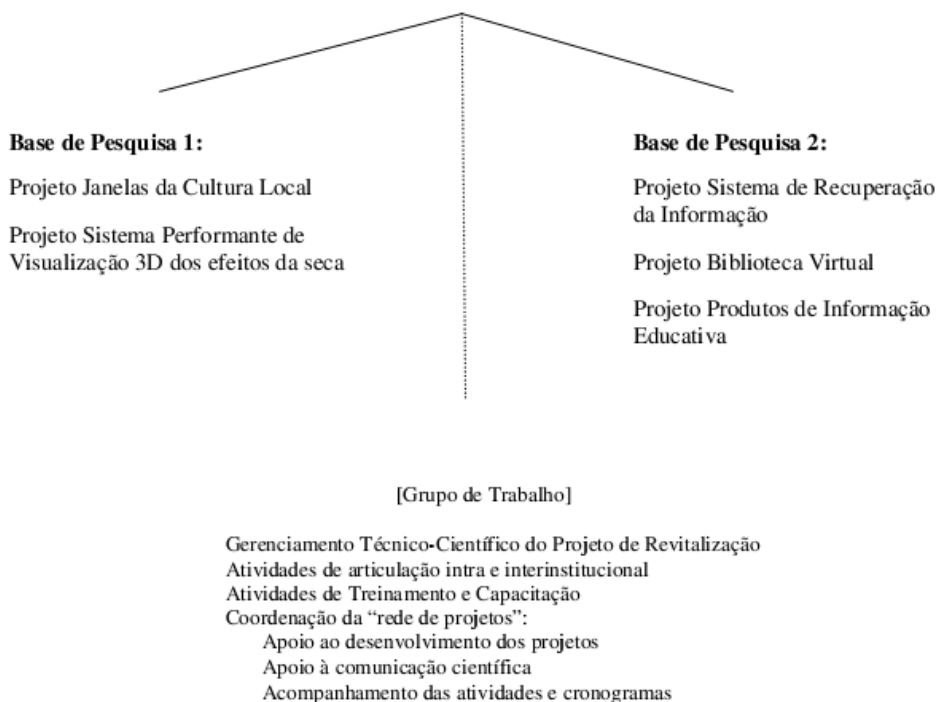 Base de Pesquisa 1:
Projeto Janelas da Cultura Local
Projeto Sistema Performante de
Visualização 3D dos efeitos da seca
Base de Pesquisa 2:
Projeto Sistema de Recuperação
da Informação
Projeto Biblioteca Virtual
Projeto Produtos de Informação
Educativa
[Grupo de Trabalho]
Gerenciamento Técnico-Científico do Projeto de Revitalização
Atividades de articulação intra e interinstitucional
Atividades de Treinamento e Capacitação
Coordenação da “rede de projetos”:
Apoio ao desenvolvimento dos projetos
Apoio à comunicação científica
Acompanhamento das atividades e cronogramas